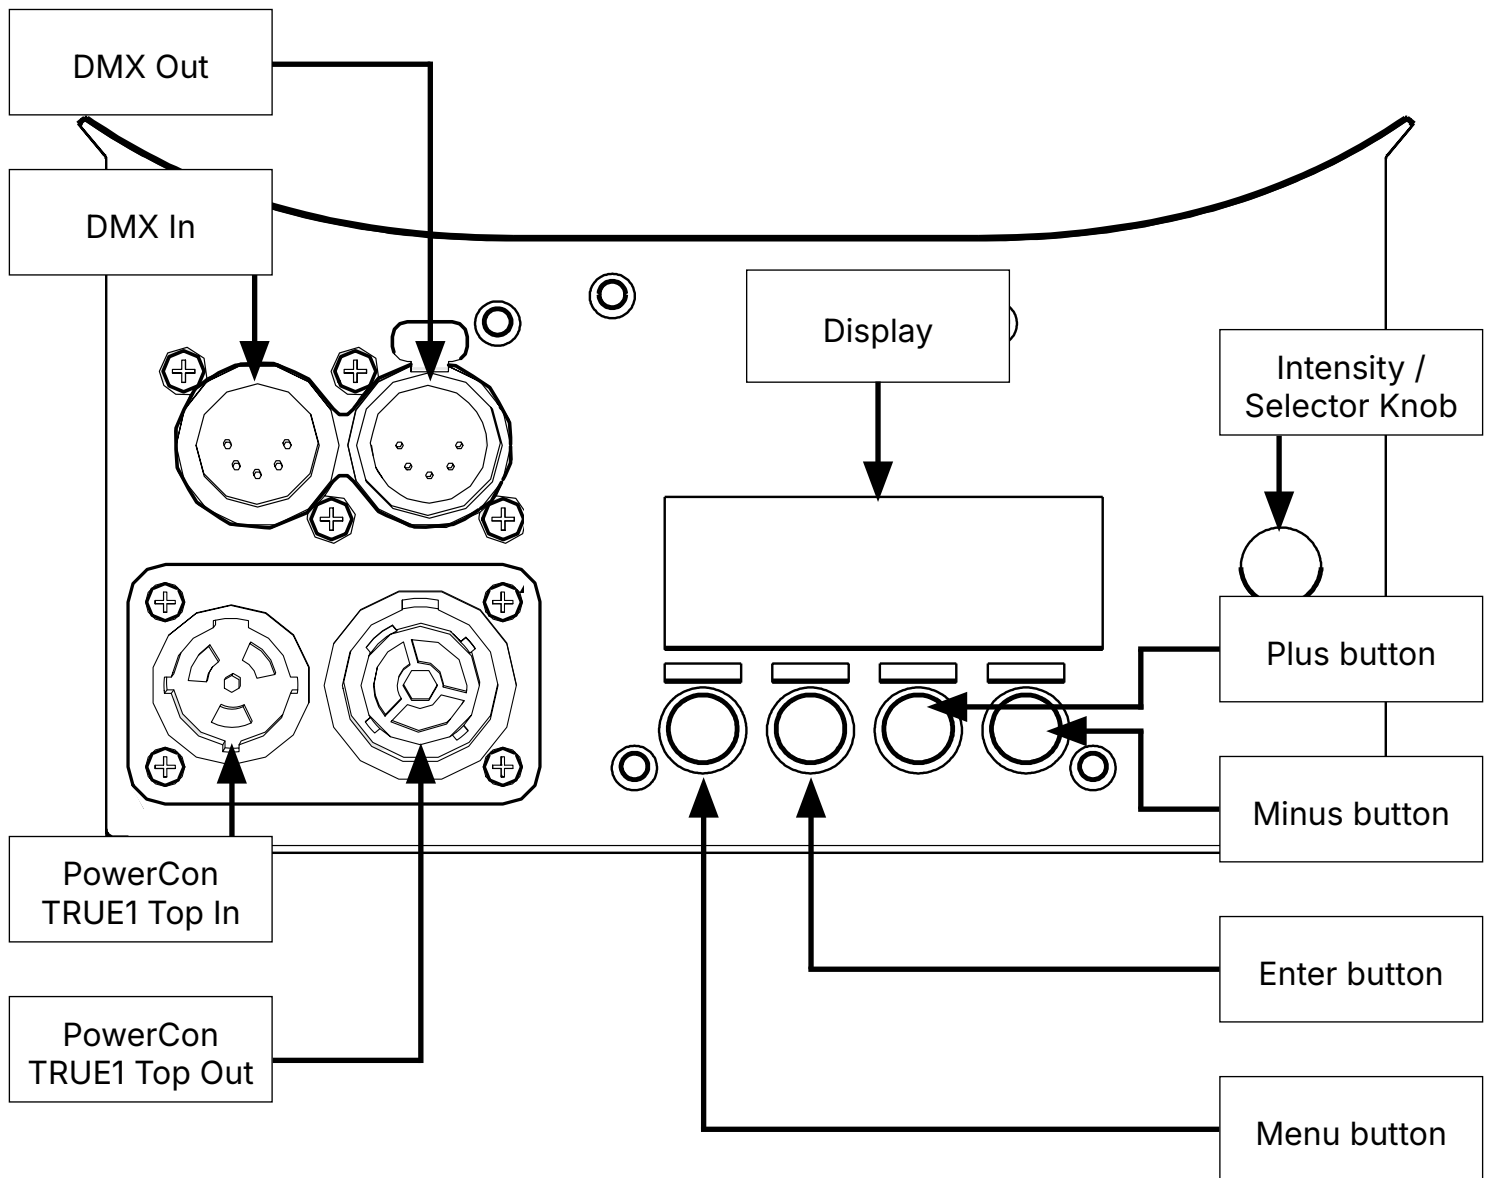 DMX Out
DMX In
Display
Intensity /
Selector Knob
Plus button
Minus button
PowerCon
TRUE1 Top In
Enter button
PowerCon
TRUE1 Top Out
Menu button